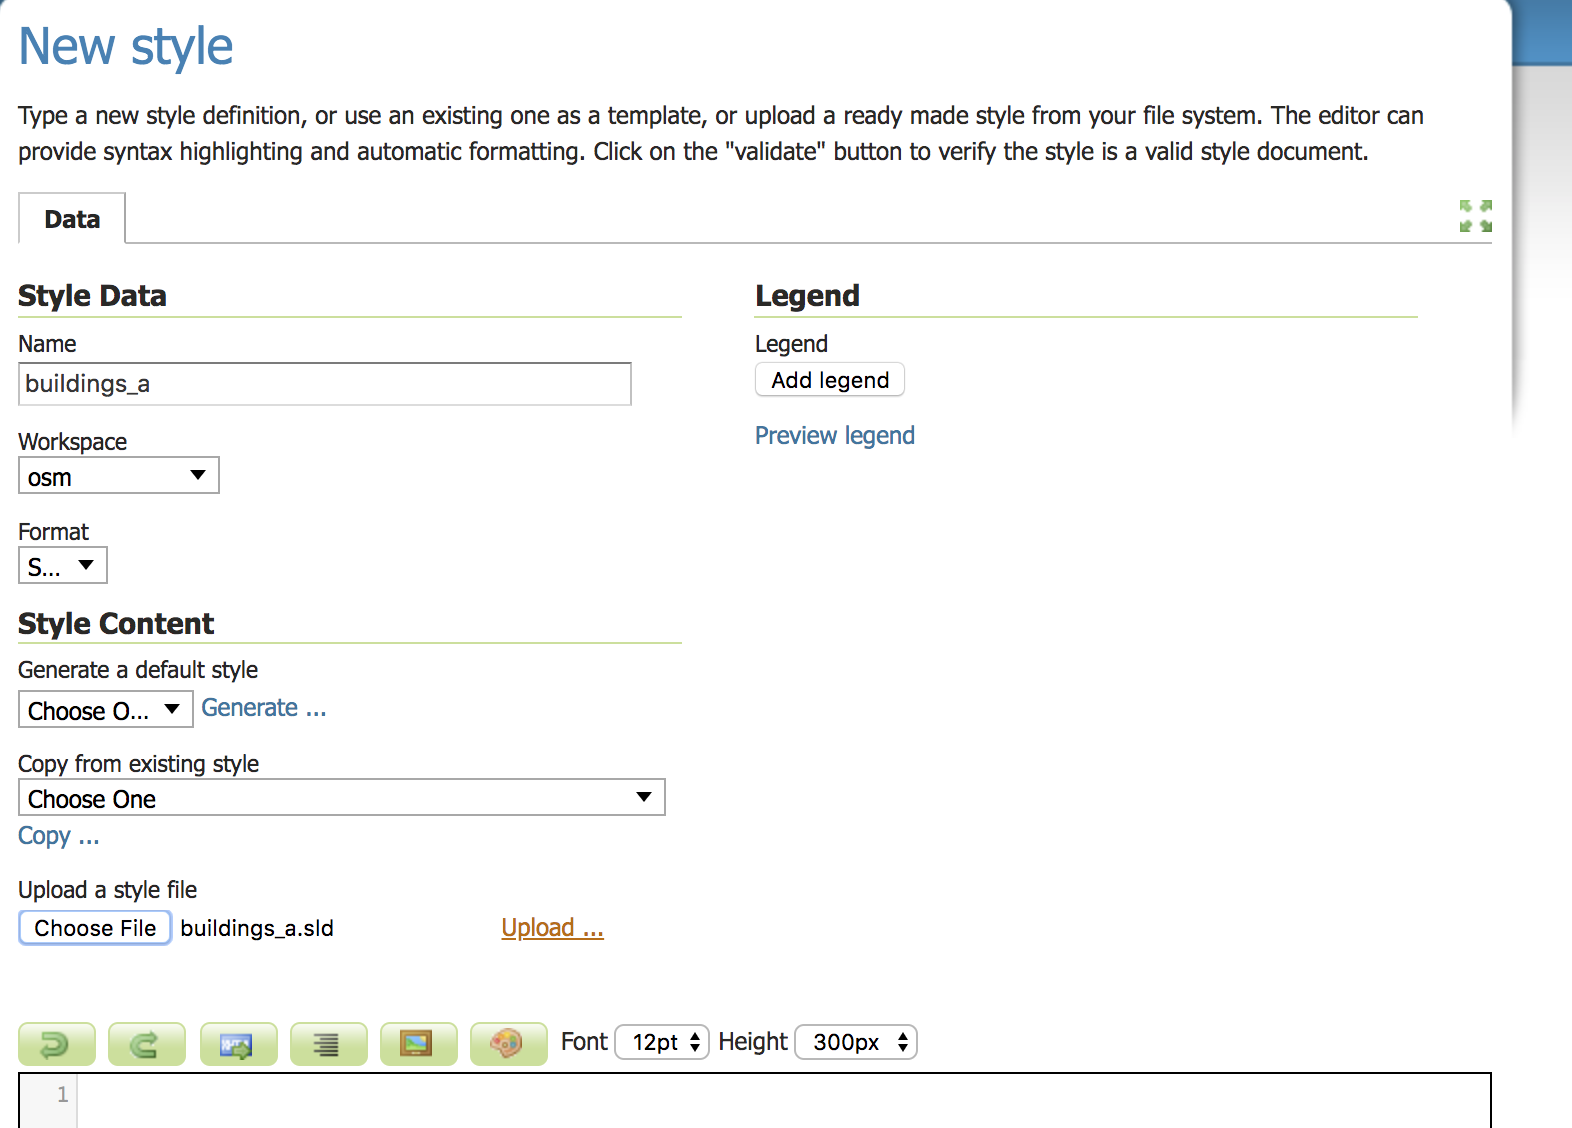 New style
Type a new style definition, or use an existing one as a template, or upload a ready made style from your file system. The editor can
provide syntax highlighting and automatic formatting. Click on the "validate" button to verify the style is a valid style document.
Data
Style Data
Name
buildings_a
Workspace
osm
Format
S...
Legend
Legend
Add legend
Preview legend
Style Content
Generate a default style
Choose O... Generate ...
Copy from existing style
Choose One
Copy ...
Upload a style file
Choose File buildings_a.sld Upload ...
Font 12pt Height 300px
1